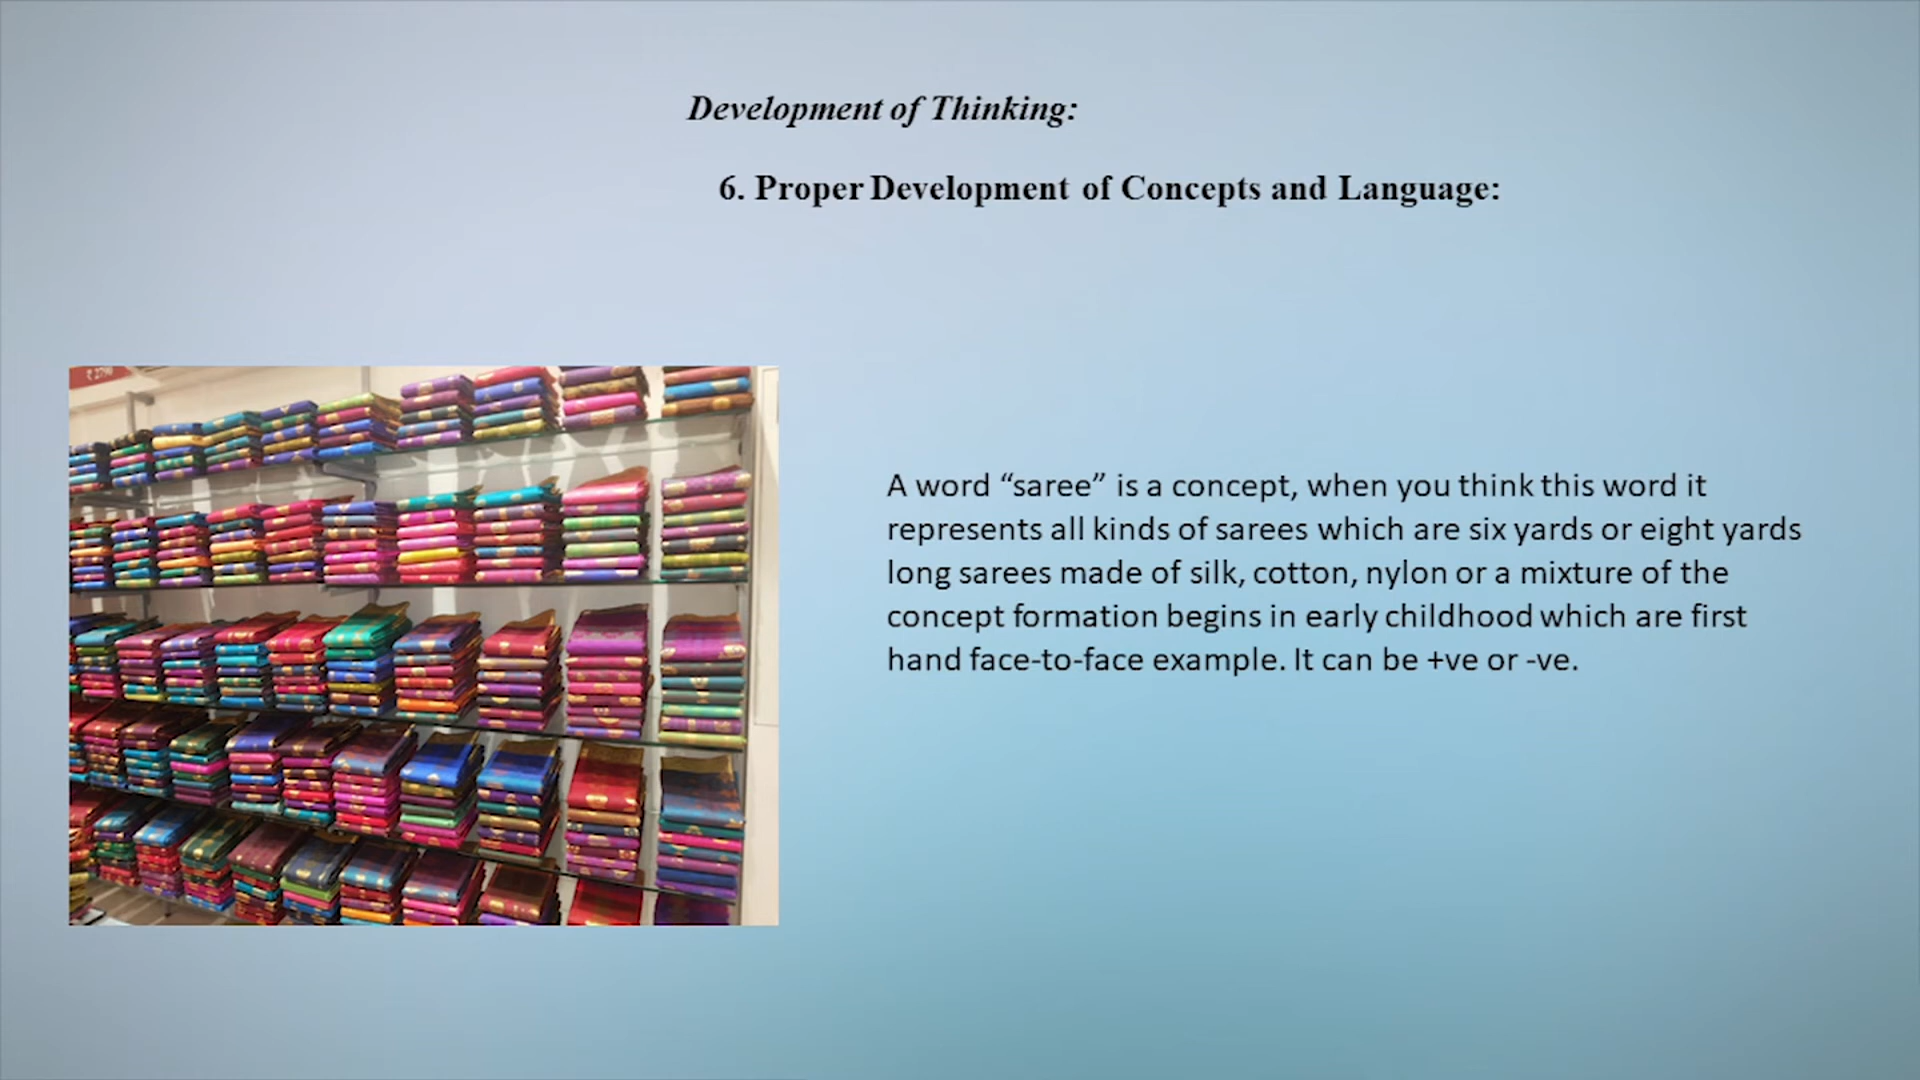 Development of Thinking:
6. Proper Development of Concepts and Language:
₹ 2790
A word “saree” is a concept, when you think this word it
represents all kinds of sarees which are six yards or eight yards
long sarees made of silk, cotton, nylon or a mixture of the
concept formation begins in early childhood which are first
hand face-to-face example. It can be +ve or -ve.